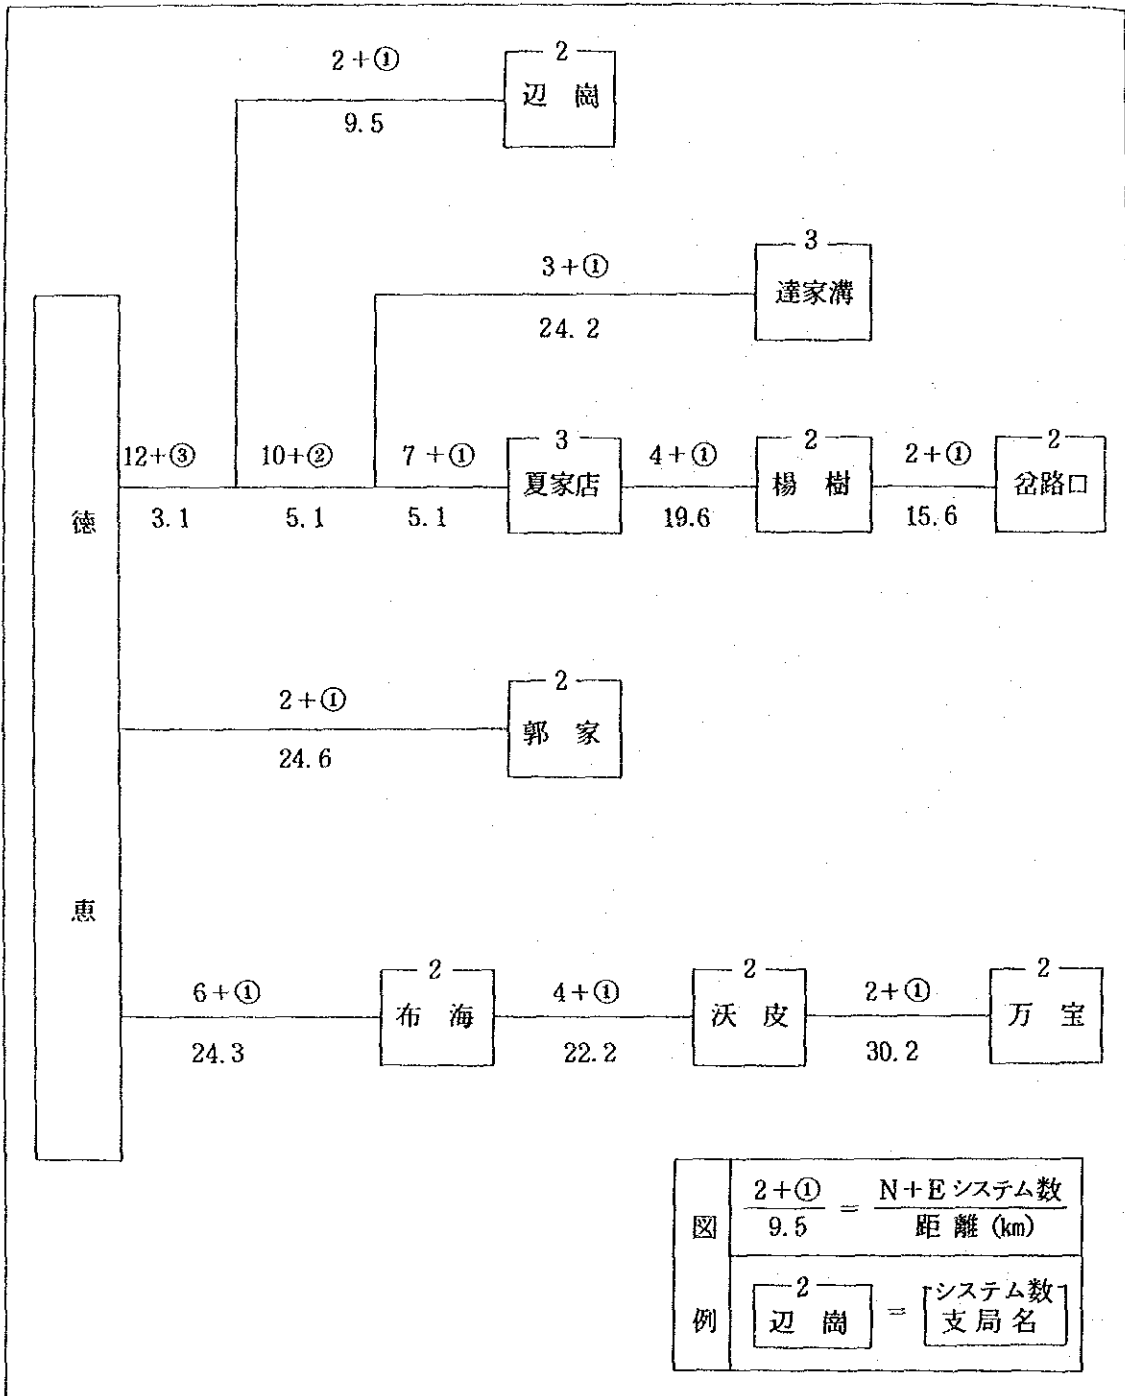 2+①
2
辺 崗
9.5
3+①
3
達家溝
24.2
12+③ 10+② 7+① 3 4+① 2 2+① 2
夏家店 楊樹 岔路口
3.1 5.1 5.1 19.6 15.6
徳
2+①
2
郭 家
24.6
恵
6+① 2 4+① 2 2+① 2
布 海 沃 皮 万 宝
24.3 22.2 30.2
図
例
2+① = N+Eシステム数
9.5 距離(km)
2 = システム数
辺 崗 支局名